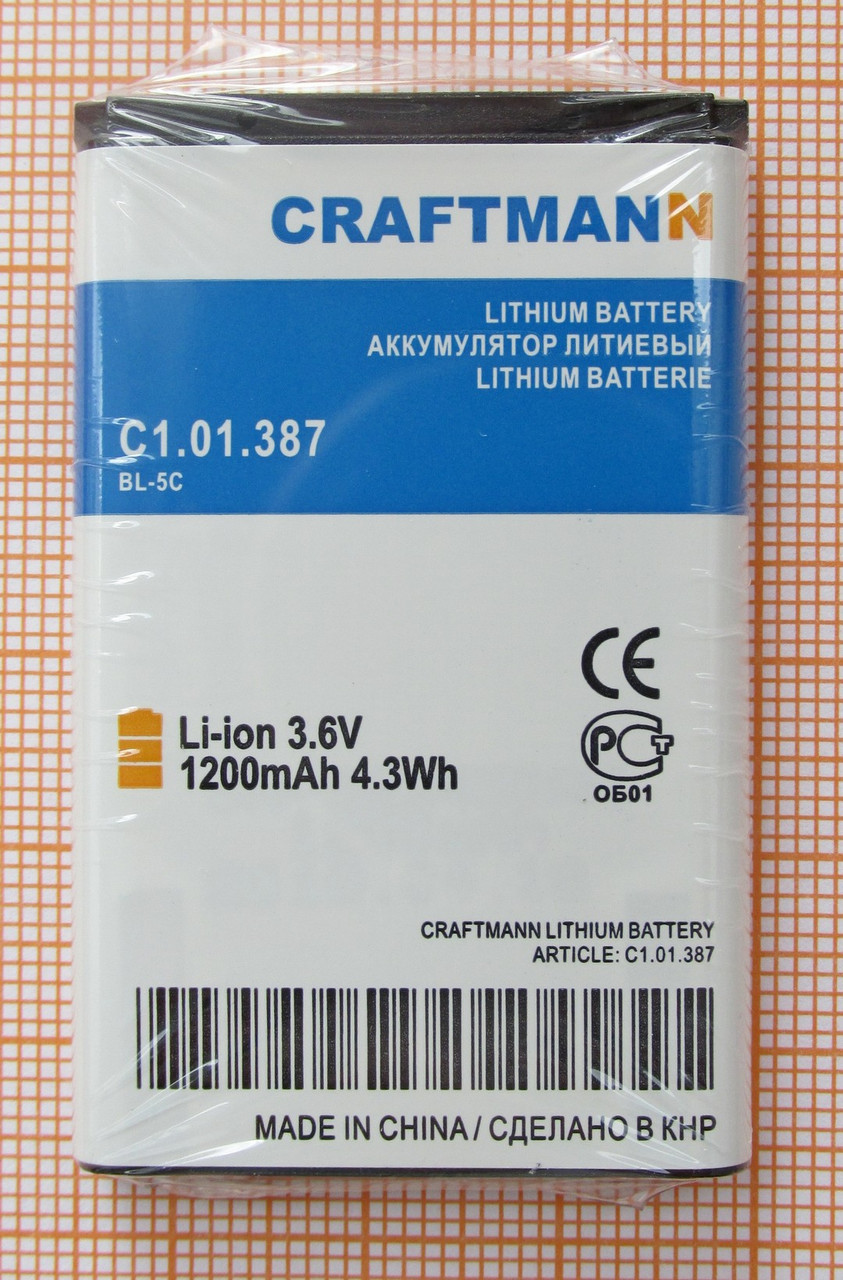 CRAFTMANN
LITHIUM BATTERY
АККУМУЛЯТОР ЛИТИЕВЫЙ
LITHIUM BATTERIE
C1.01.387
BL-5C
CE
Li-ion 3.6V
1200mAh 4.3Wh
РСТ
ОБ01
CRAFTMANN LITHIUM BATTERY
ARTICLE: C1.01.387
MADE IN CHINA / СДЕЛАНО В КНР